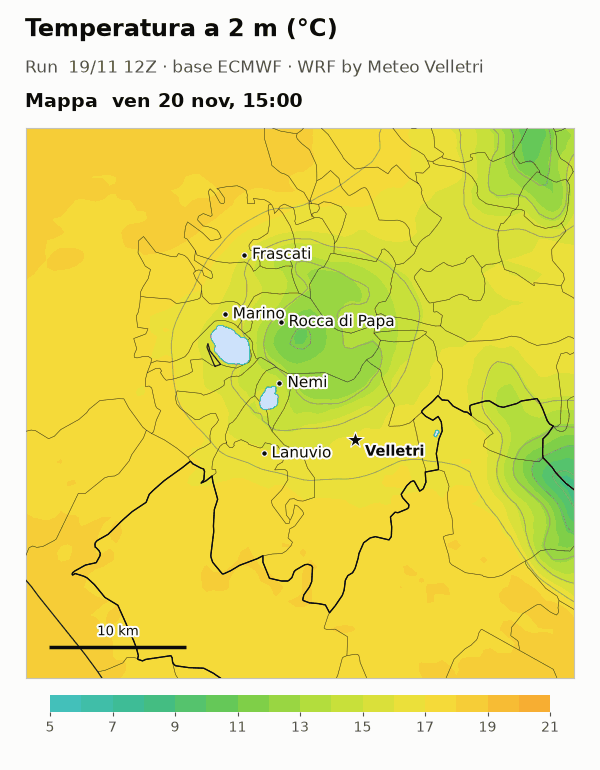 Temperatura a 2 m (°C)
Run  19/11 12Z · base ECMWF · WRF by Meteo Velletri
Mappa  ven 20 nov, 15:00
Frascati
Marino
Rocca di Papa
Nemi
Velletri
Lanuvio
10 km
5 7 9 11 13 15 17 19 21